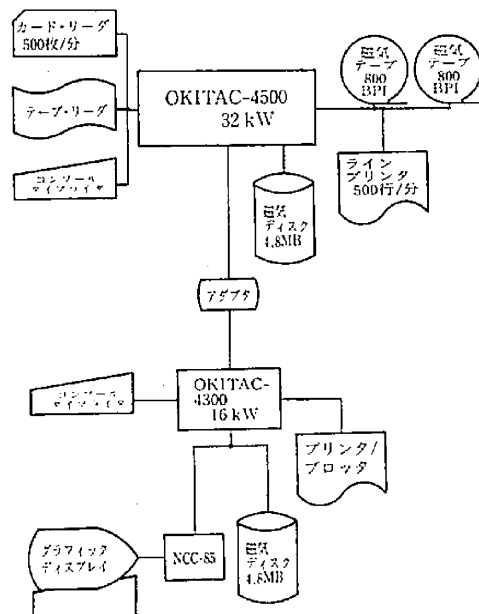 カード・リーダ
500枚/分
磁気
テープ
800
BPI
磁気
テープ
800
BPI
OKITAC-4500
32 kW
テープ・リーダ
コンソール
タイプライタ
ライン
プリンタ
500行/分
磁気
ディスク
4.8MB
アダプタ
コンソール
タイプライタ
OKITAC-
4300
16 kW
プリンタ/
プロッタ
グラフィック
ディスプレイ
NCC-85
磁気
ディスク
4.8MB